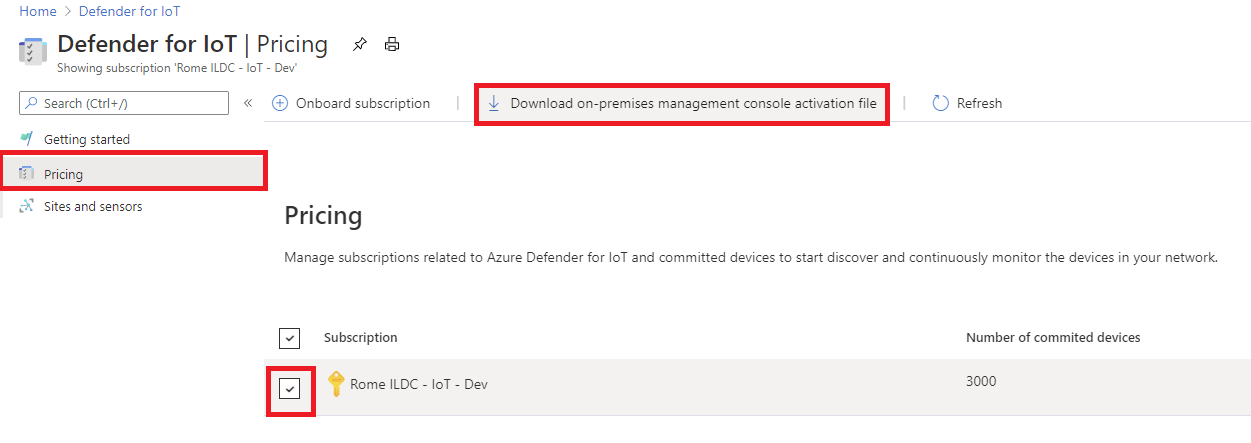 Home > Defender for IoT
Defender for IoT | Pricing
Showing subscription 'Rome ILDC - IoT - Dev'
Search (Ctrl+/) «
Onboard subscription | Download on-premises management console activation file | Refresh
Getting started
Pricing
Sites and sensors
Pricing
Manage subscriptions related to Azure Defender for IoT and committed devices to start discover and continuously monitor the devices in your network.
Subscription Number of commited devices
Rome ILDC - IoT - Dev 3000